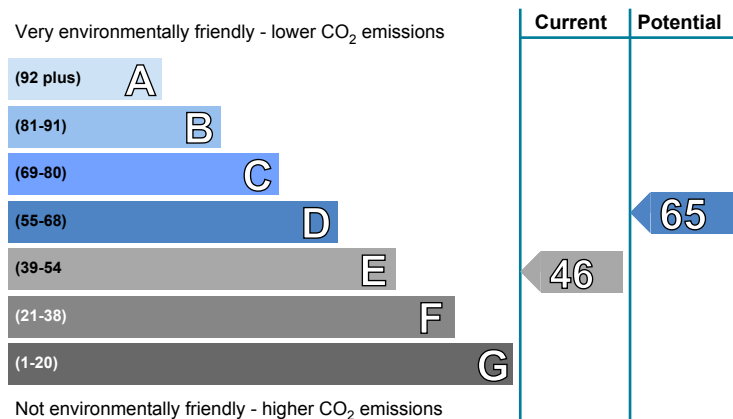 Current Potential
Very environmentally friendly - lower CO2 emissions
(92 plus) A
(81-91) B
(69-80) C
(55-68) D
65
(39-54 E
46
(21-38) F
(1-20) G
Not environmentally friendly - higher CO2 emissions